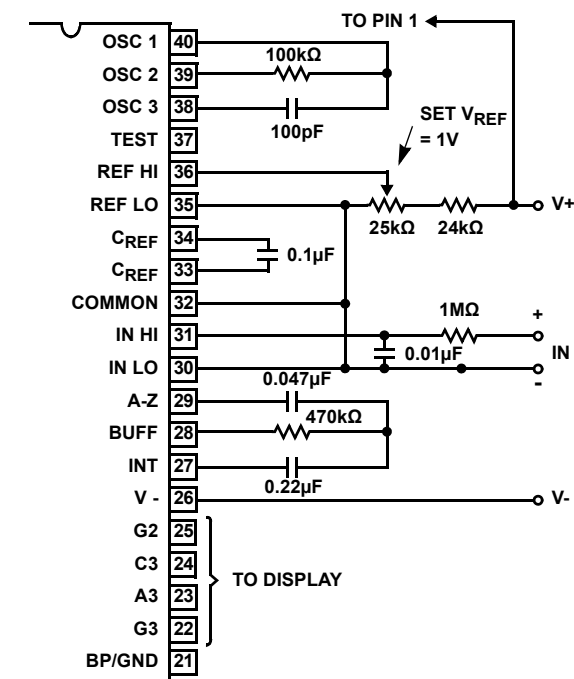 TO PIN 1
OSC 1 40
100kΩ
OSC 2 39
OSC 3 38
100pF
SET VREF
= 1V
TEST 37
REF HI 36
REF LO 35
V+
25kΩ 24kΩ
CREF 34
0.1µF
CREF 33
COMMON 32
1MΩ
+
IN HI 31
0.01µF
IN
IN LO 30
-
0.047µF
A-Z 29
470kΩ
BUFF 28
INT 27
0.22µF
V - 26
V-
G2 25
C3 24
TO DISPLAY
A3 23
G3 22
BP/GND 21